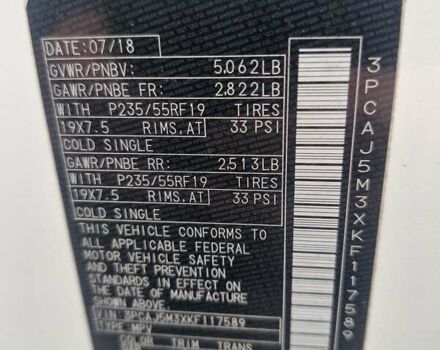 DATE:07/18
GVWR/PNBV: 5.062LB
GAWR/PNBE FR: 2.822LB
WITH P235/55RF19 TIRES
19X7.5 RIMS.AT 33 PSI
COLD SINGLE
GAWR/PNBE RR: 2.513LB
WITH P235/55RF19 TIRES
19X7.5 RIMS.AT 33 PSI
COLD SINGLE
THIS VEHICLE CONFORMS TO
ALL APPLICABLE FEDERAL
MOTOR VEHICLE SAFETY
AND THEFT PREVENTION
STANDARDS IN EFFECT ON
THE DATE OF MANUFACTURE
SHOWN ABOVE.
VIN: 3PCAJ5M3XKF117589
TYPE: MPV
COLOR TRIM TRANS
3PCAJ5M3XKF117589